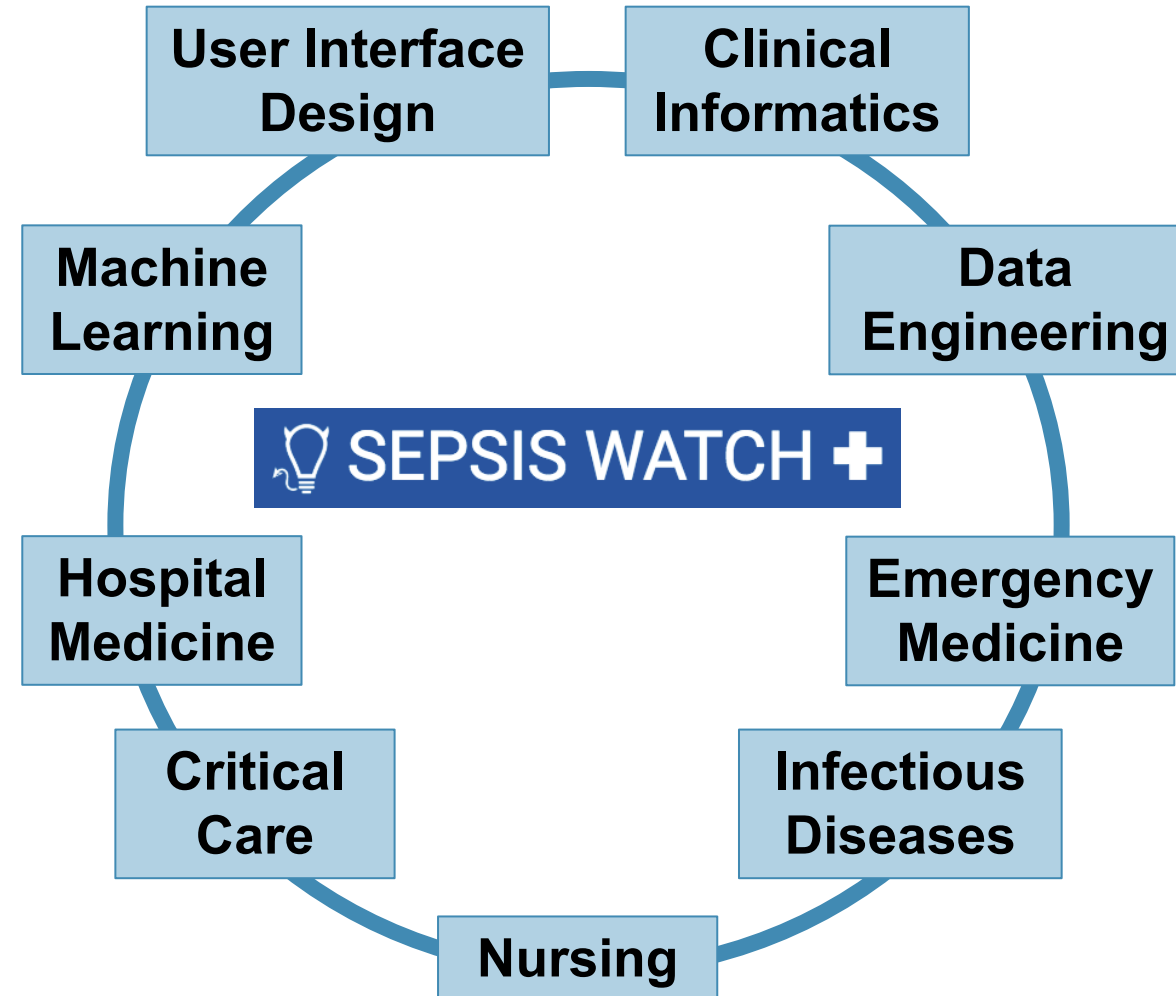 User Interface
Design
Clinical
Informatics
Machine
Learning
Data
Engineering
SEPSIS WATCH
Hospital
Medicine
Emergency
Medicine
Critical
Care
Infectious
Diseases
Nursing